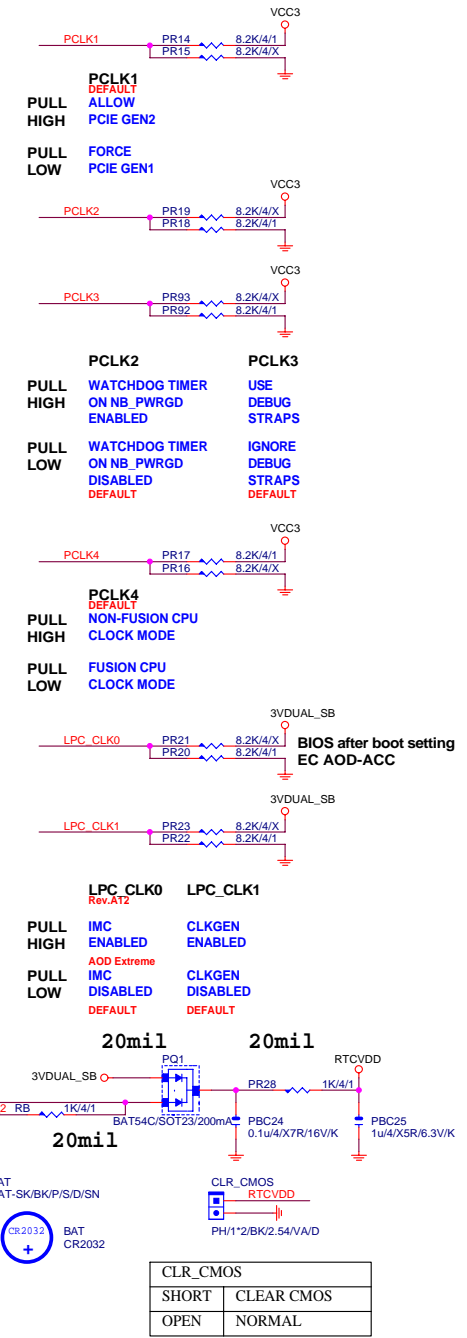 VCC3
PCLK1 PR14 8.2K/4/1
PR15 8.2K/4/X
PCLK1
DEFAULT
PULL ALLOW
HIGH PCIE GEN2
PULL FORCE
LOW PCIE GEN1
VCC3
PCLK2 PR19 8.2K/4/X
PR18 8.2K/4/1
VCC3
PCLK3 PR93 8.2K/4/X
PR92 8.2K/4/1
PCLK2 PCLK3
PULL WATCHDOG TIMER USE
HIGH ON NB_PWRGD DEBUG
ENABLED STRAPS
PULL WATCHDOG TIMER IGNORE
LOW ON NB_PWRGD DEBUG
DISABLED STRAPS
DEFAULT DEFAULT
VCC3
PCLK4 PR17 8.2K/4/1
PR16 8.2K/4/X
PCLK4
DEFAULT
PULL NON-FUSION CPU
HIGH CLOCK MODE
PULL FUSION CPU
LOW CLOCK MODE
3VDUAL_SB
LPC_CLK0 PR21 8.2K/4/X BIOS after boot setting
PR20 8.2K/4/1 EC AOD-ACC
3VDUAL_SB
LPC_CLK1 PR23 8.2K/4/X
PR22 8.2K/4/1
LPC_CLK0 LPC_CLK1
Rev.A12
PULL IMC CLKGEN
HIGH ENABLED ENABLED
AOD Extreme
PULL IMC CLKGEN
LOW DISABLED DISABLED
DEFAULT DEFAULT
20mil 20mil
PQ1 RTCVDD
3VDUAL_SB PR28 1K/4/1
2 RB 1K/4/1
BAT54C/SOT23/200mA PBC24 PBC25
0.1u/4/X7R/16V/K 1u/4/X5R/6.3V/K
20mil
AT CLR_CMOS
AT-SK/BK/P/S/D/SN RTCVDD
CR2032 BAT
+ CR2032
PH/1*2/BK/2.54/VA/D
CLR_CMOS
SHORT CLEAR CMOS
OPEN NORMAL